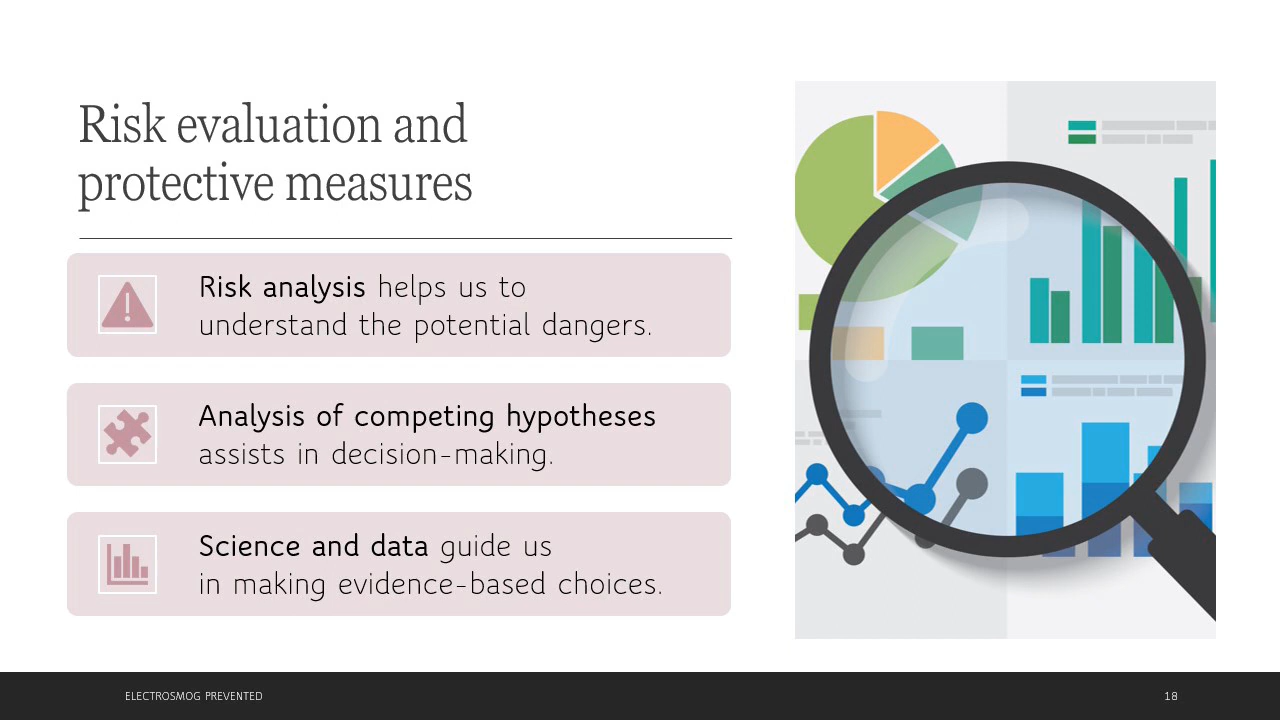 Risk evaluation and
protective measures
Risk analysis helps us to
understand the potential dangers.
Analysis of competing hypotheses
assists in decision-making.
Science and data guide us
in making evidence-based choices.
ELECTROSMOG PREVENTED
18